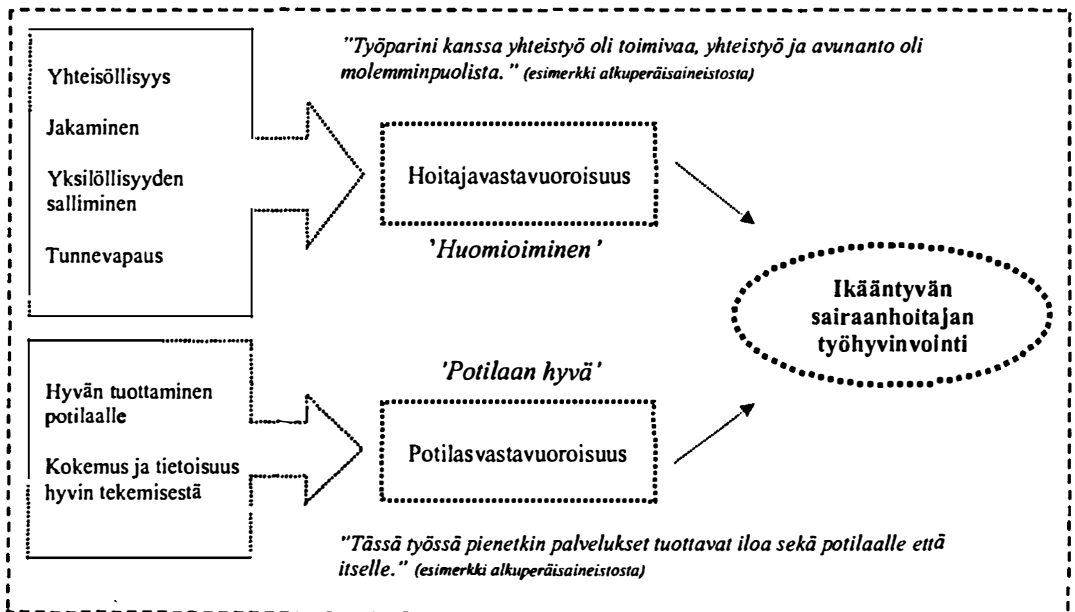 "Työparini kanssa yhteistyö oli toimivaa, yhteistyö ja avunanto oli
molemminpuolista." (esimerkki alkuperäisaineistosta)
Yhteisöllisyys
Jakaminen
Yksilöllisyyden
salliminen
Tunnevapaus
Hoitajavastavuoroisuus
'Huomioiminen'
Ikääntyvän
sairaanhoitajan
työhyvinvointi
Hyvän tuottaminen
potilaalle
Kokemus ja tietoisuus
hyvin tekemisestä
'Potilaan hyvä'
Potilasvastavuoroisuus
"Tässä työssä pienetkin palvelukset tuottavat iloa sekä potilaalle että
itselle." (esimerkki alkuperäisaineistosta)